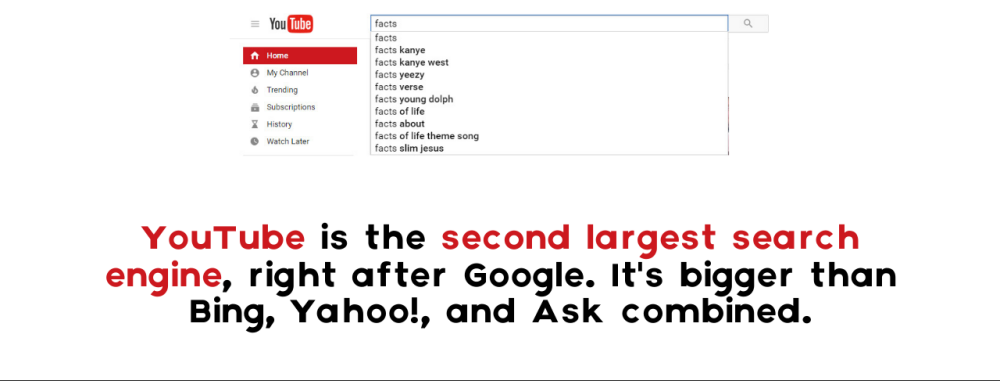 YouTube
facts
Home
My Channel
Trending
Subscriptions
History
Watch Later
facts
facts kanye
facts kanye west
facts yeezy
facts verse
facts young dolph
facts of life
facts about
facts of life theme song
facts slim jesus
YouTube is the second largest search
engine, right after Google. It's bigger than
Bing, Yahoo!, and Ask combined.